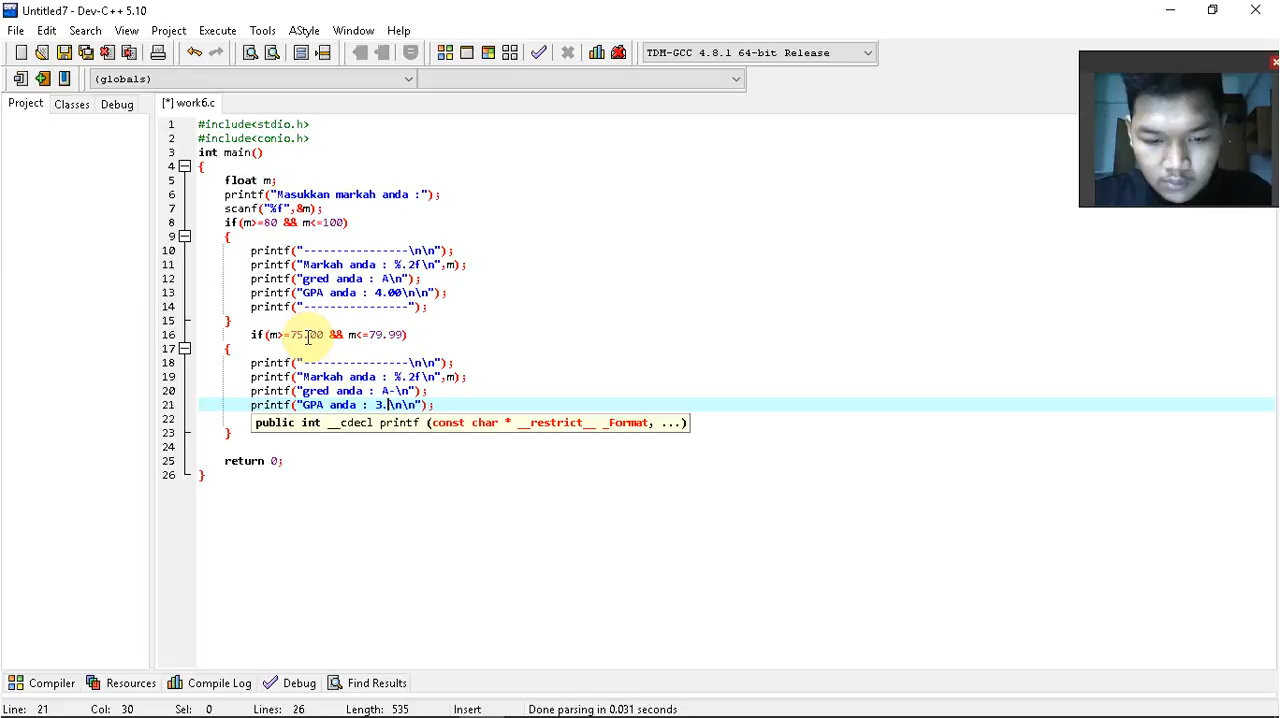 Untitled7 - Dev-C++ 5.10
File Edit Search View Project Execute Tools AStyle Window Help
TDM-GCC 4.8.1 64-bit Release
(globals)
Project Classes Debug [*] work6.c
1 #include<stdio.h>
2 #include<conio.h>
3 int main()
4 {
5 float m;
6 printf("Masukkan markah anda :");
7 scanf("%f",&m);
8 if(m>=80 && m<=100)
9 {
10 printf("----------------\n\n");
11 printf("Markah anda : %.2f\n",m);
12 printf("gred anda : A\n");
13 printf("GPA anda : 4.00\n\n");
14 printf("----------------");
15 }
16 if(m>=75.00 && m<=79.99)
17 {
18 printf("----------------\n\n");
19 printf("Markah anda : %.2f\n",m);
20 printf("gred anda : A-\n");
21 printf("GPA anda : 3.\n\n");
22 public int __cdecl printf (const char * __restrict__ _Format, ...)
23 }
24
25 return 0;
26 }
Compiler Resources Compile Log Debug Find Results
Line: 21 Col: 30 Sel: 0 Lines: 26 Length: 535 Insert Done parsing in 0.031 seconds